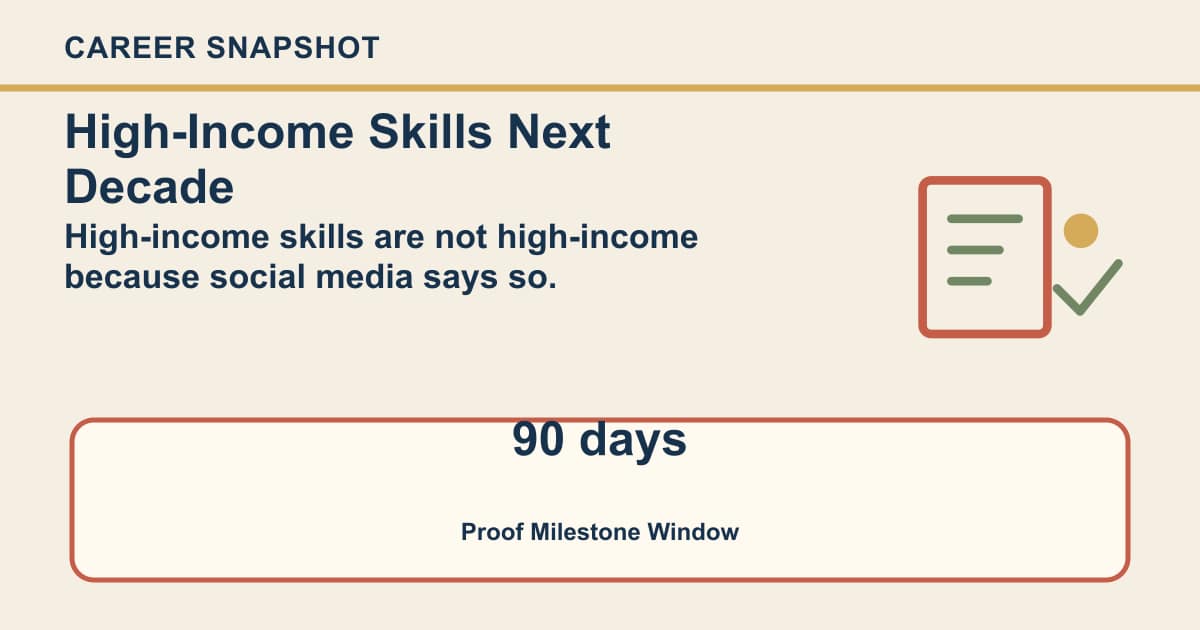 CAREER SNAPSHOT
High-Income Skills Next
Decade
High-income skills are not high-income
because social media says so.
90 days
Proof Milestone Window